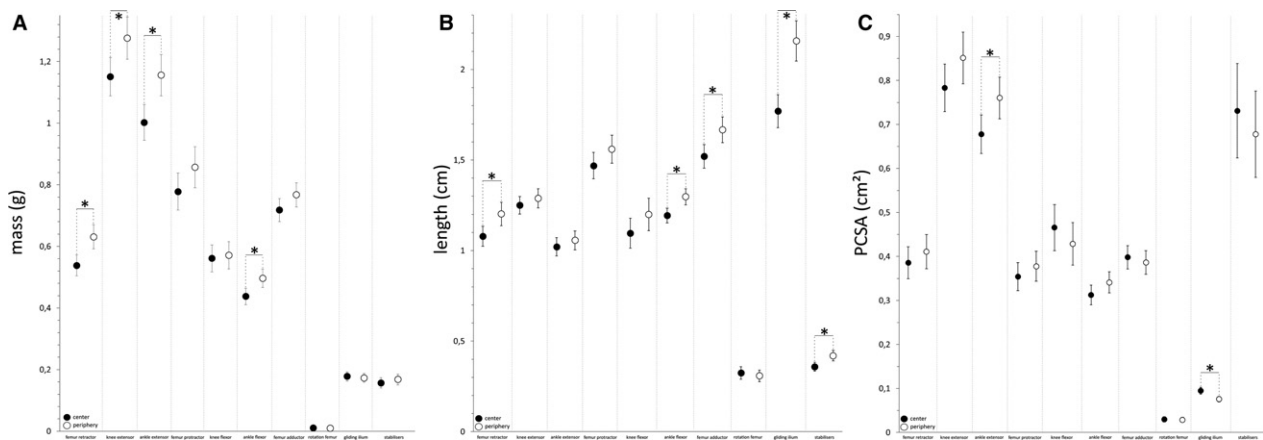 A
mass (g)
1,2
1
0,8
0,6
0,4
0,2
0
* * * * *
center
periphery
femur retractor knee extensor ankle extensor femur protractor knee flexor ankle flexor femur adductor rotation femur gliding ilium stabilisers
B
length (cm)
2
1,5
1
0,5
0
* * * * *
center
periphery
femur retractor knee extensor ankle extensor femur protractor knee flexor ankle flexor femur adductor rotation femur gliding ilium stabilisers
C
PCSA (cm²)
0,9
0,8
0,7
0,6
0,5
0,4
0,3
0,2
0,1
0
* *
center
periphery
femur retractor knee extensor ankle extensor femur protractor knee flexor ankle flexor femur adductor rotation femur gliding ilium stabilisers